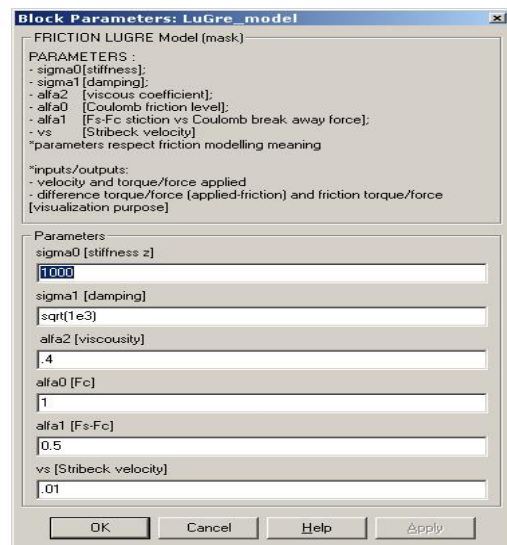 Block Parameters: LuGre_model
FRICTION LUGRE Model (mask)
PARAMETERS :
- sigma0[stiffness];
- sigma1[damping];
- alfa2 [viscous coefficient];
- alfa0 [Coulomb friction level];
- alfa1 [Fs-Fc stiction vs Coulomb break away force];
- vs [Stribeck velocity]
*parameters respect friction modelling meaning
*inputs/outputs:
- velocity and torque/force applied
- difference torque/force (applied-friction) and friction torque/force
[visualization purpose]
Parameters
sigma0 [stiffness z]
1000
sigma1 [damping]
sqrt(1e3)
alfa2 [viscousity]
.4
alfa0 [Fc]
1
alfa1 [Fs-Fc]
0.5
vs [Stribeck velocity]
.01
OK Cancel Help Apply